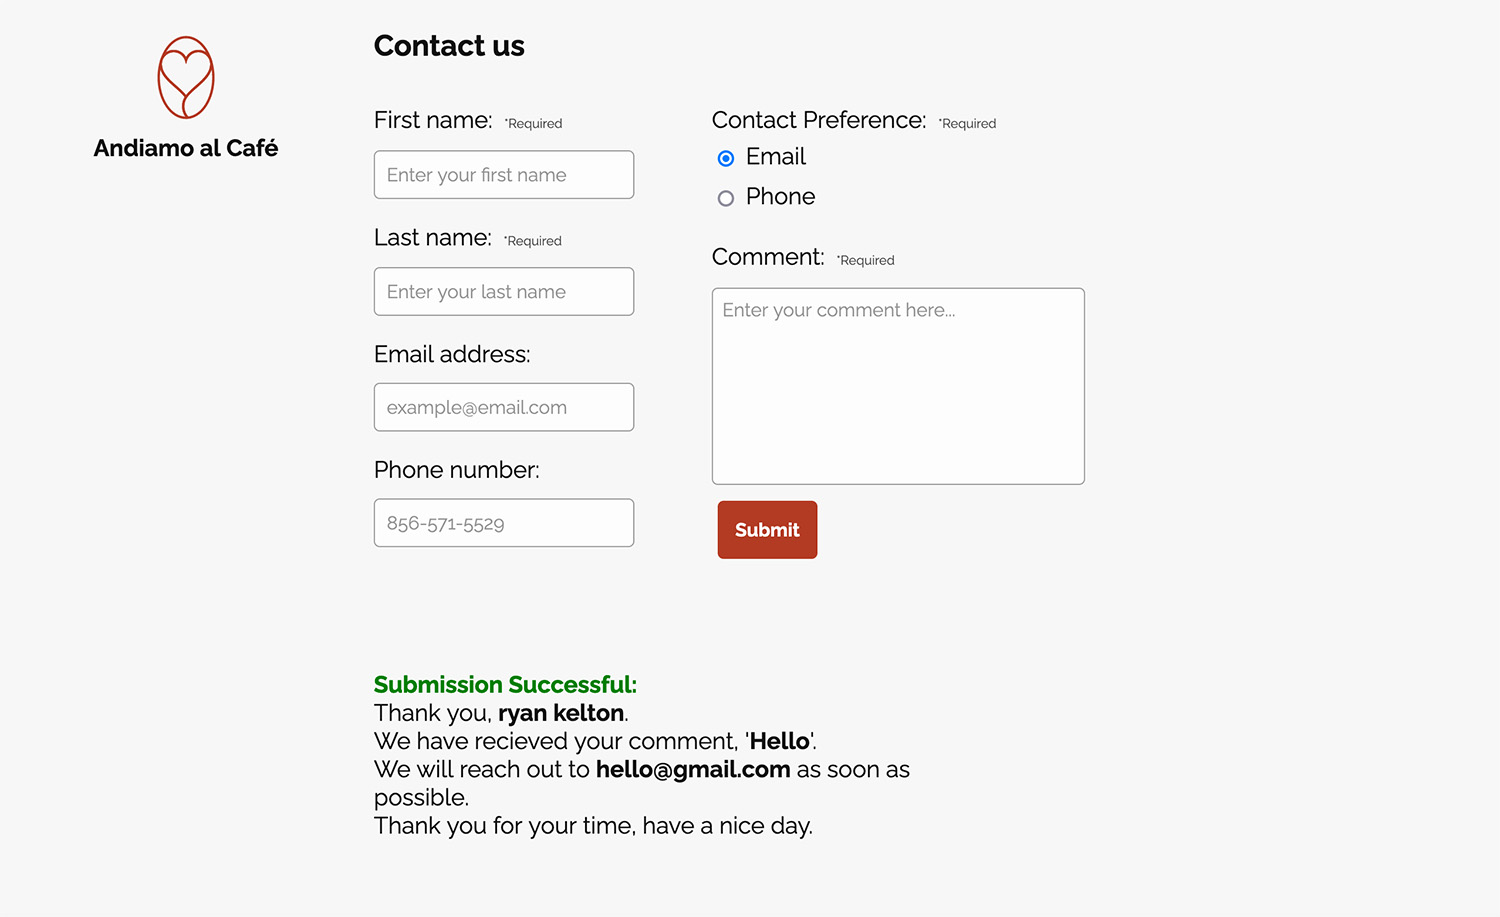 Andiamo al Café
Contact us
First name: *Required
Enter your first name
Last name: *Required
Enter your last name
Email address:
example@email.com
Phone number:
856-571-5529
Contact Preference: *Required
Email
Phone
Comment: *Required
Enter your comment here...
Submit
Submission Successful:
Thank you, ryan kelton.
We have recieved your comment, 'Hello'.
We will reach out to hello@gmail.com as soon as
possible.
Thank you for your time, have a nice day.